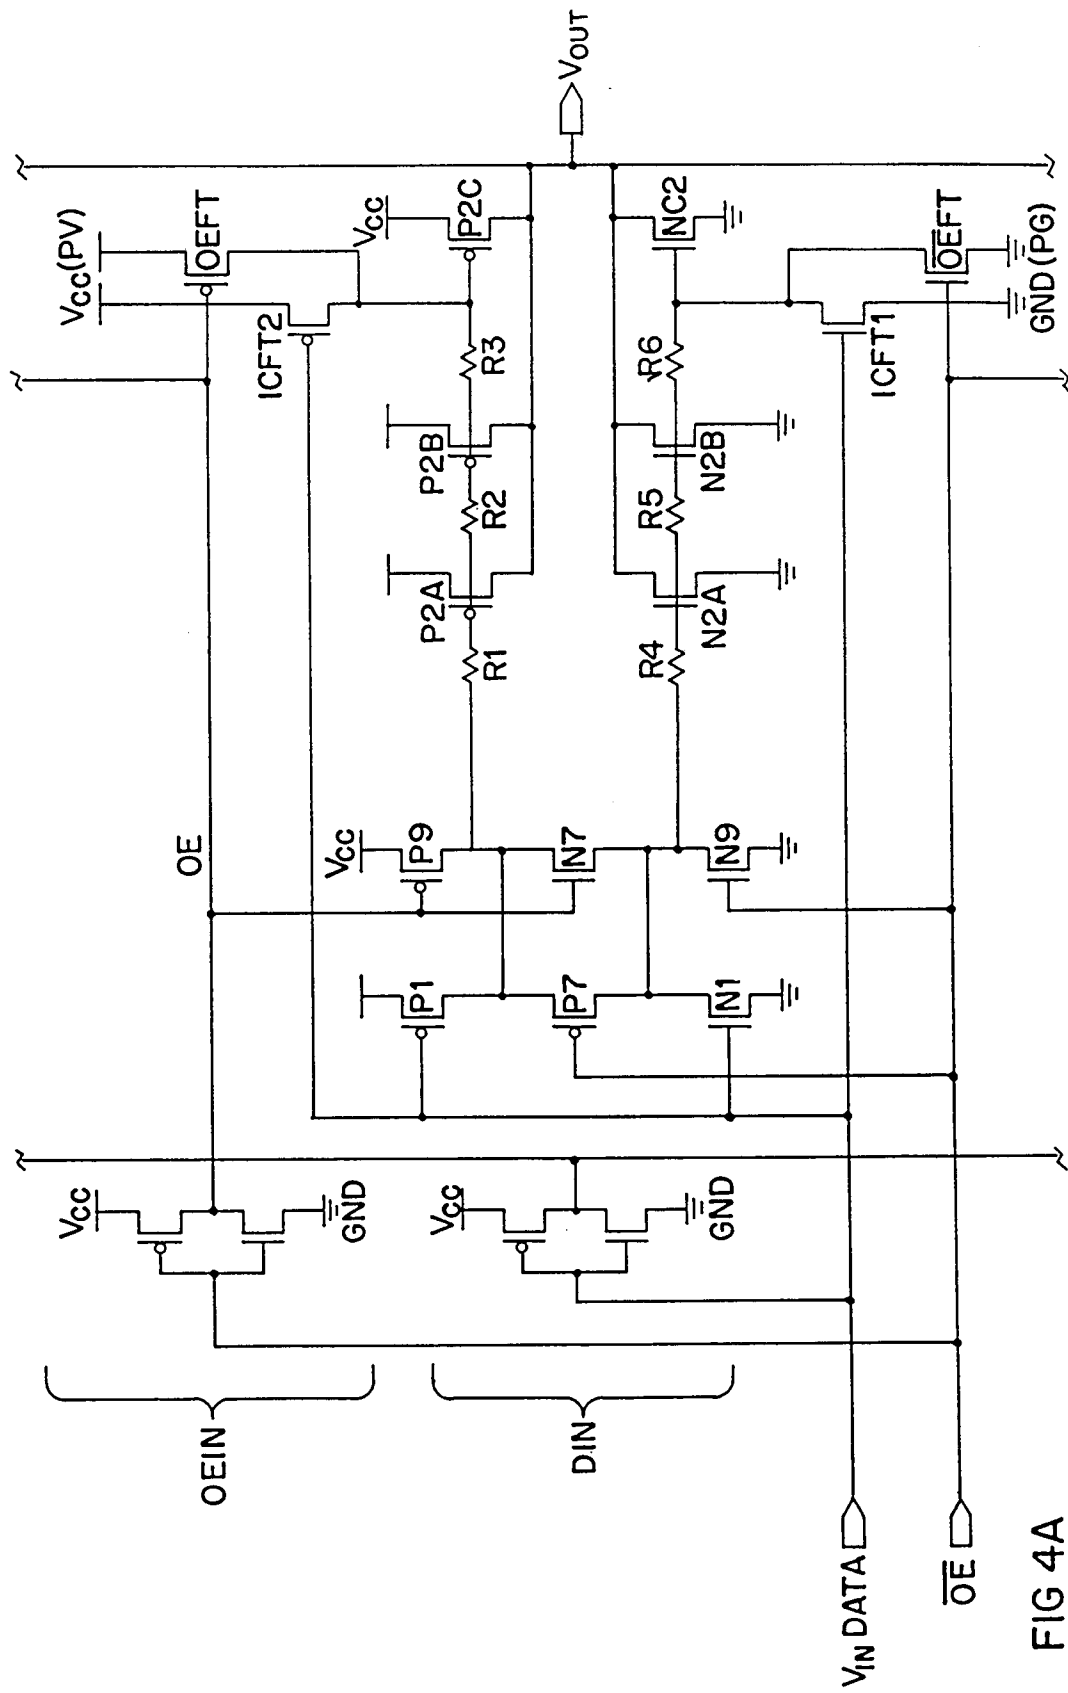 VCC(PV)
OEFT
OE
VCC
GND
OEIN
ICFT2
VCC
P2C
P2B
R3
P2A
R2
R1
VCC
P9
P1
VOUT
N7
P7
VCC
GND
DIN
NC2
R6
N2B
R5
N2A
R4
N9
N1
ICFT1
OEFT
GND(PG)
VIN DATA
OE
FIG 4A